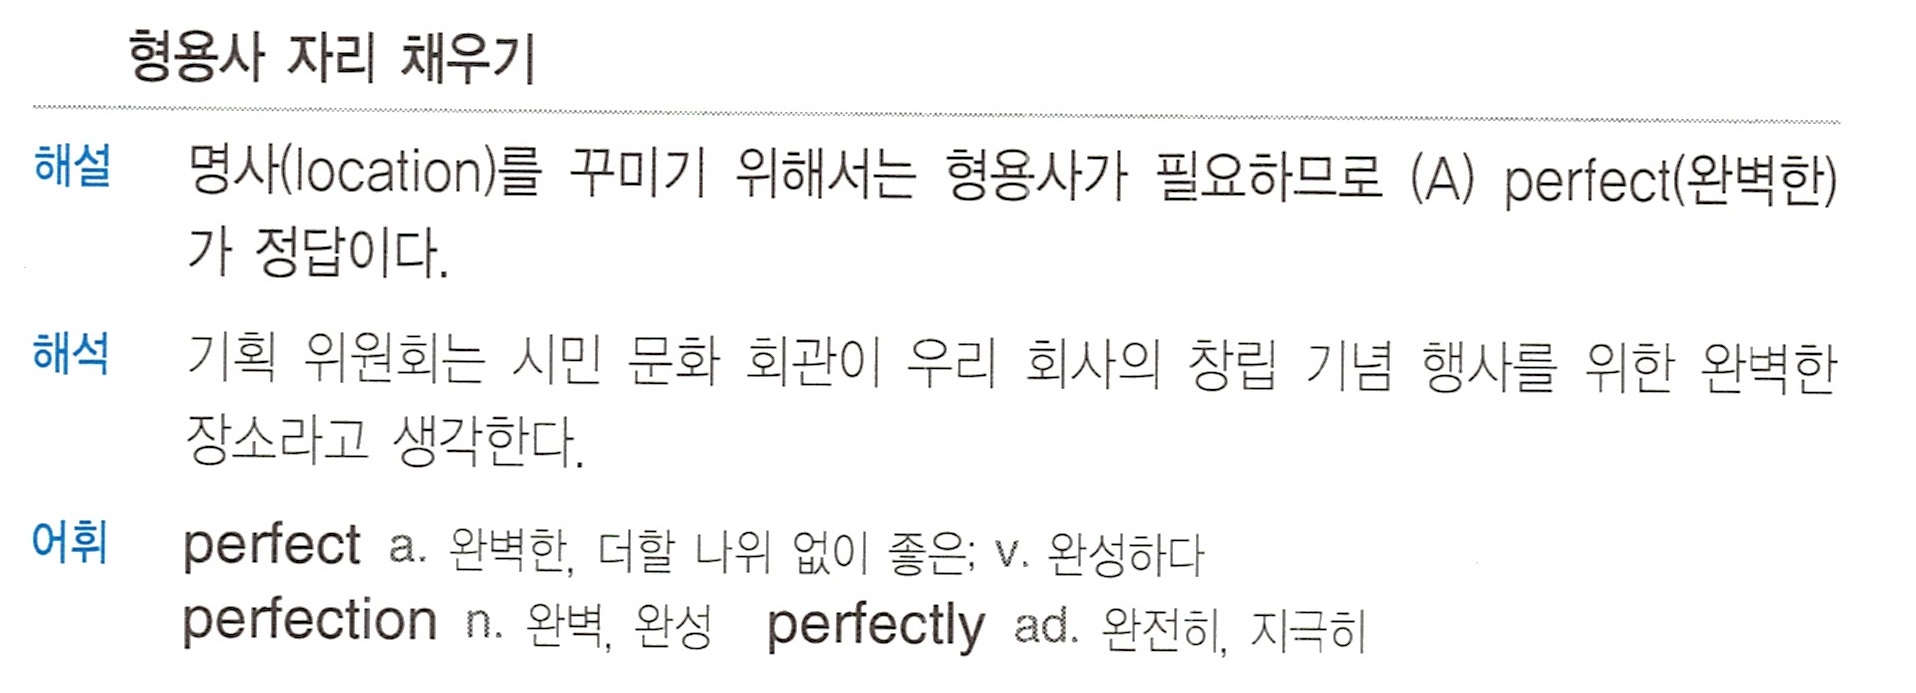 형용사 자리 채우기
해설 명사(location)를 꾸미기 위해서는 형용사가 필요하므로 (A) perfect(완벽한)
가 정답이다.
해석 기획 위원회는 시민 문화 회관이 우리 회사의 창립 기념 행사를 위한 완벽한
장소라고 생각한다.
어휘 perfect a. 완벽한, 더할 나위 없이 좋은; v. 완성하다
perfection n. 완벽, 완성 perfectly ad. 완전히, 지극히